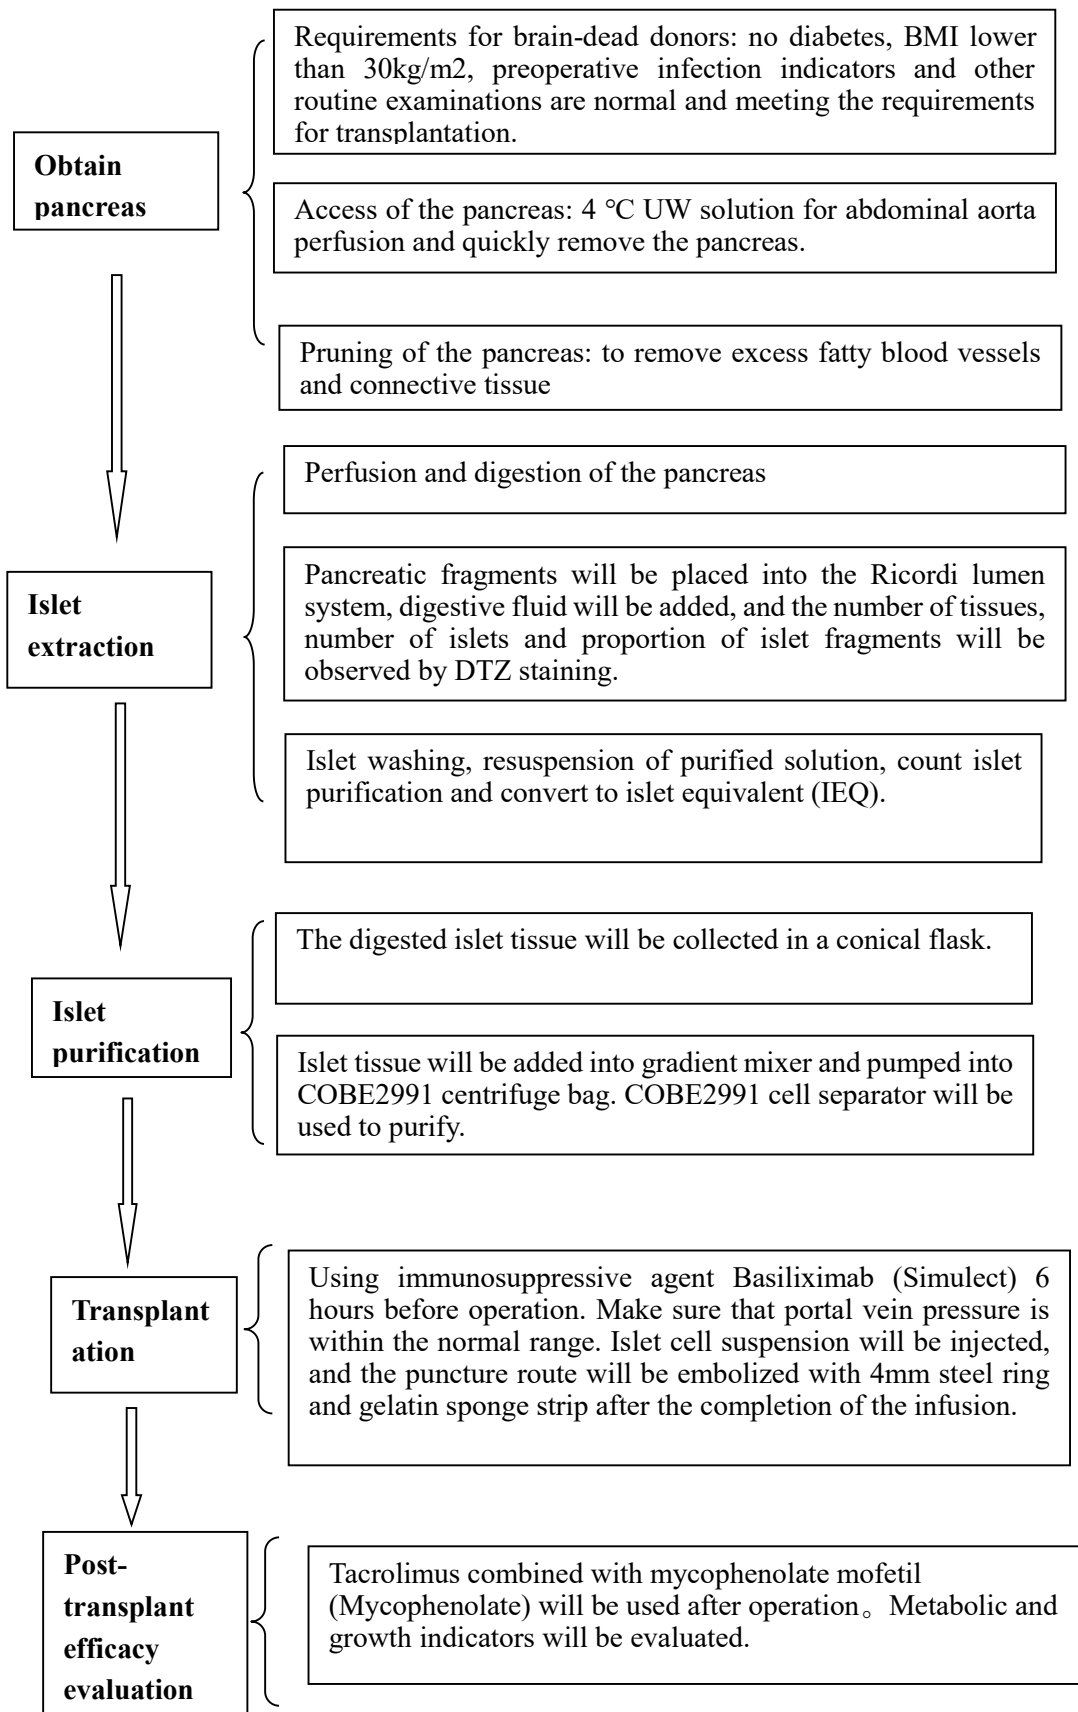 Requirements for brain-dead donors: no diabetes, BMI lower
than 30kg/m2, preoperative infection indicators and other
routine examinations are normal and meeting the requirements
for transplantation.
Obtain
pancreas
Access of the pancreas: 4 ℃ UW solution for abdominal aorta
perfusion and quickly remove the pancreas.
Pruning of the pancreas: to remove excess fatty blood vessels
and connective tissue
Perfusion and digestion of the pancreas
Islet
extraction
Pancreatic fragments will be placed into the Ricordi lumen
system, digestive fluid will be added, and the number of tissues,
number of islets and proportion of islet fragments will be
observed by DTZ staining.
Islet washing, resuspension of purified solution, count islet
purification and convert to islet equivalent (IEQ).
The digested islet tissue will be collected in a conical flask.
Islet
purification
Islet tissue will be added into gradient mixer and pumped into
COBE2991 centrifuge bag. COBE2991 cell separator will be
used to purify.
Transplant
ation
Using immunosuppressive agent Basiliximab (Simulect) 6
hours before operation. Make sure that portal vein pressure is
within the normal range. Islet cell suspension will be injected,
and the puncture route will be embolized with 4mm steel ring
and gelatin sponge strip after the completion of the infusion.
Post-
transplant
efficacy
evaluation
Tacrolimus combined with mycophenolate mofetil
(Mycophenolate) will be used after operation。Metabolic and
growth indicators will be evaluated.